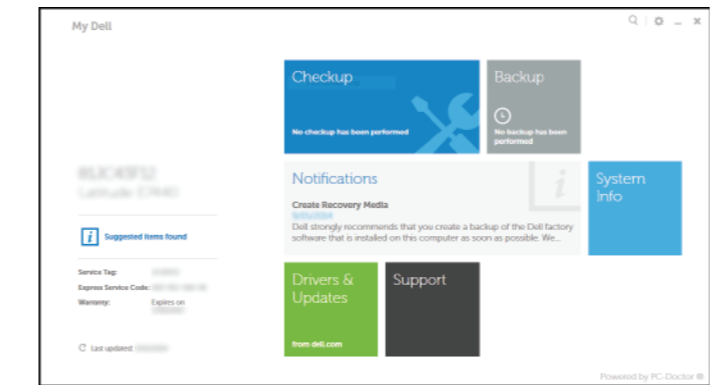 My Dell
Checkup
No checkup has been performed
Backup
No backup has been
performed
Suggested items found
Service Tag:
Express Service Code:
Warranty:
Expires on
Last updated:
Notifications
Create Recovery Media
Dell strongly recommends that you create a backup of the Dell factory
software that is installed on this computer as soon as possible. We...
System
Info
Drivers &
Updates
from dell.com
Support
Powered by PC-Doctor ®